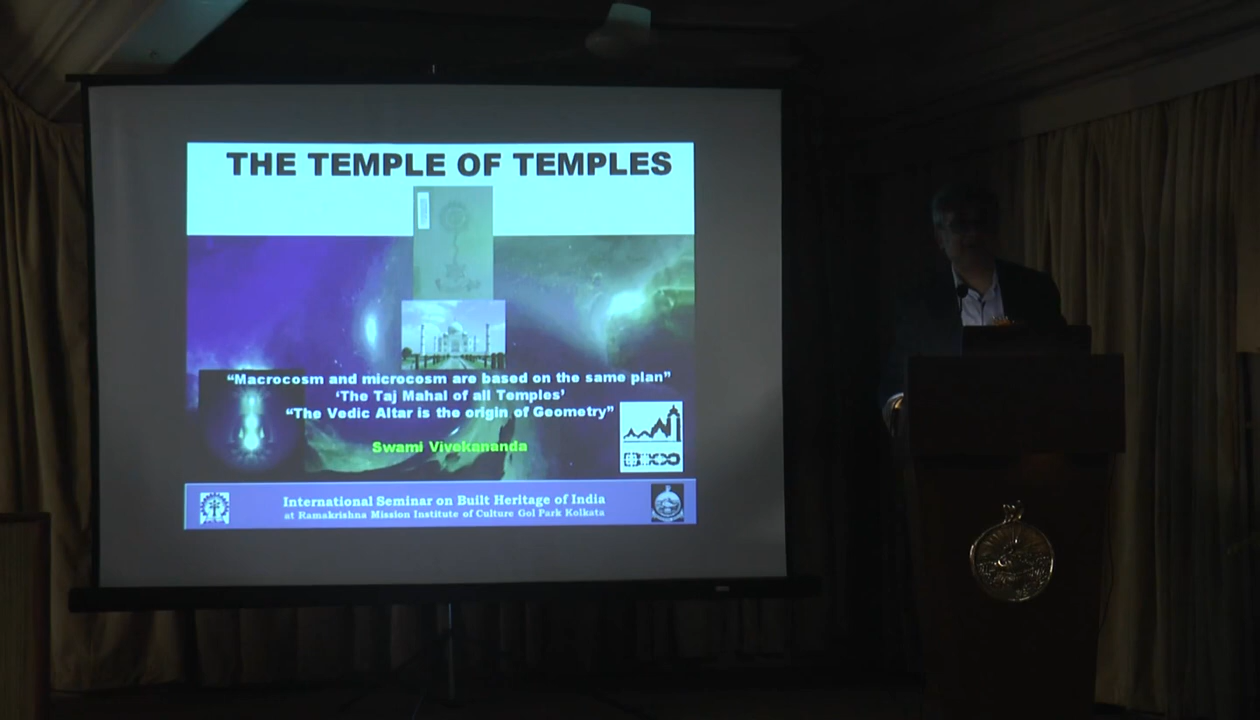 THE TEMPLE OF TEMPLES
“Macrocosm and microcosm are based on the same plan”
‘The Taj Mahal of all Temples’
“The Vedic Altar is the origin of Geometry”
Swami Vivekananda
International Seminar on Built Heritage of India
at Ramakrishna Mission Institute of Culture Gol Park Kolkata